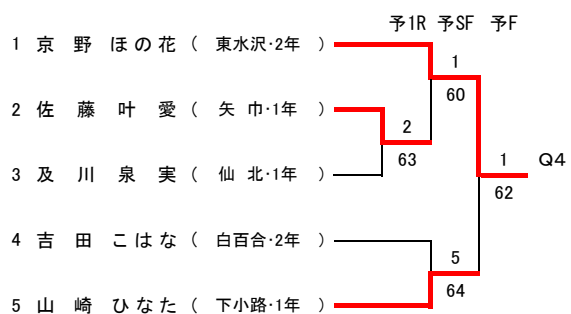 予1R 予SF 予F
1 京 野 ほの花 ( 東水沢・2年 )
1
60
2 佐 藤 叶 愛 ( 矢 巾・1年 )
2
63
3 及 川 泉 実 ( 仙 北・1年 )
1 Q4
62
4 吉 田 こはな ( 白百合・2年 )
5
64
5 山 崎 ひなた ( 下小路・1年 )